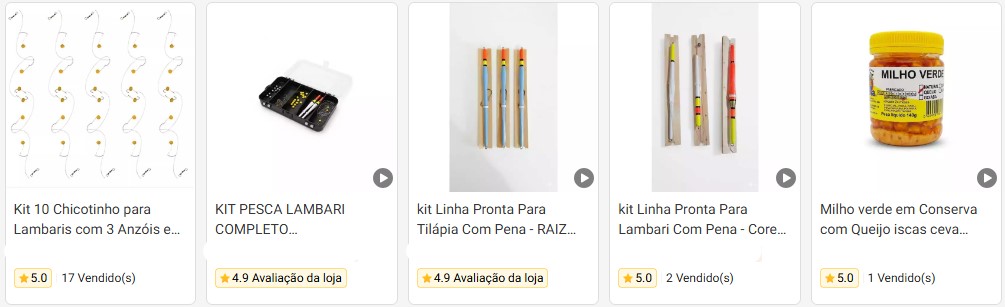 MILHO VERDE
Peso líquido 140g
Kit 10 Chicotinho para
Lambaris com 3 Anzóis e...
5.0 17 Vendido(s)
KIT PESCA LAMBARI
COMPLETO...
4.9 Avaliação da loja
kit Linha Pronta Para
Tilápia Com Pena - RAIZ...
4.9 Avaliação da loja
kit Linha Pronta Para
Lambari Com Pena - Core...
5.0 2 Vendido(s)
Milho verde em Conserva
com Queijo iscas ceva...
5.0 1 Vendido(s)